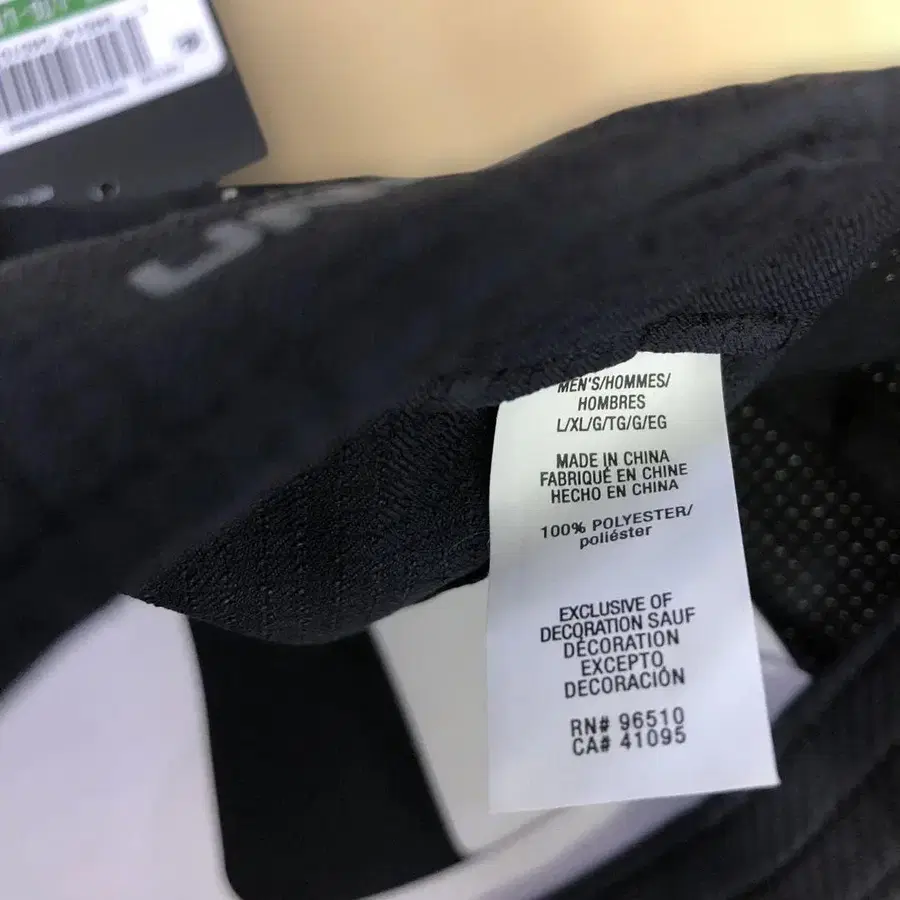 MEN'S/HOMMES/
HOMBRES
L/XL/G/TG/G/EG
MADE IN CHINA
FABRIQUÉ EN CHINE
HECHO EN CHINA
100% POLYESTER/
poliéster
EXCLUSIVE OF
DECORATION SAUF
DÉCORATION
EXCEPTO
DECORACIÓN
RN# 96510
CA# 41095